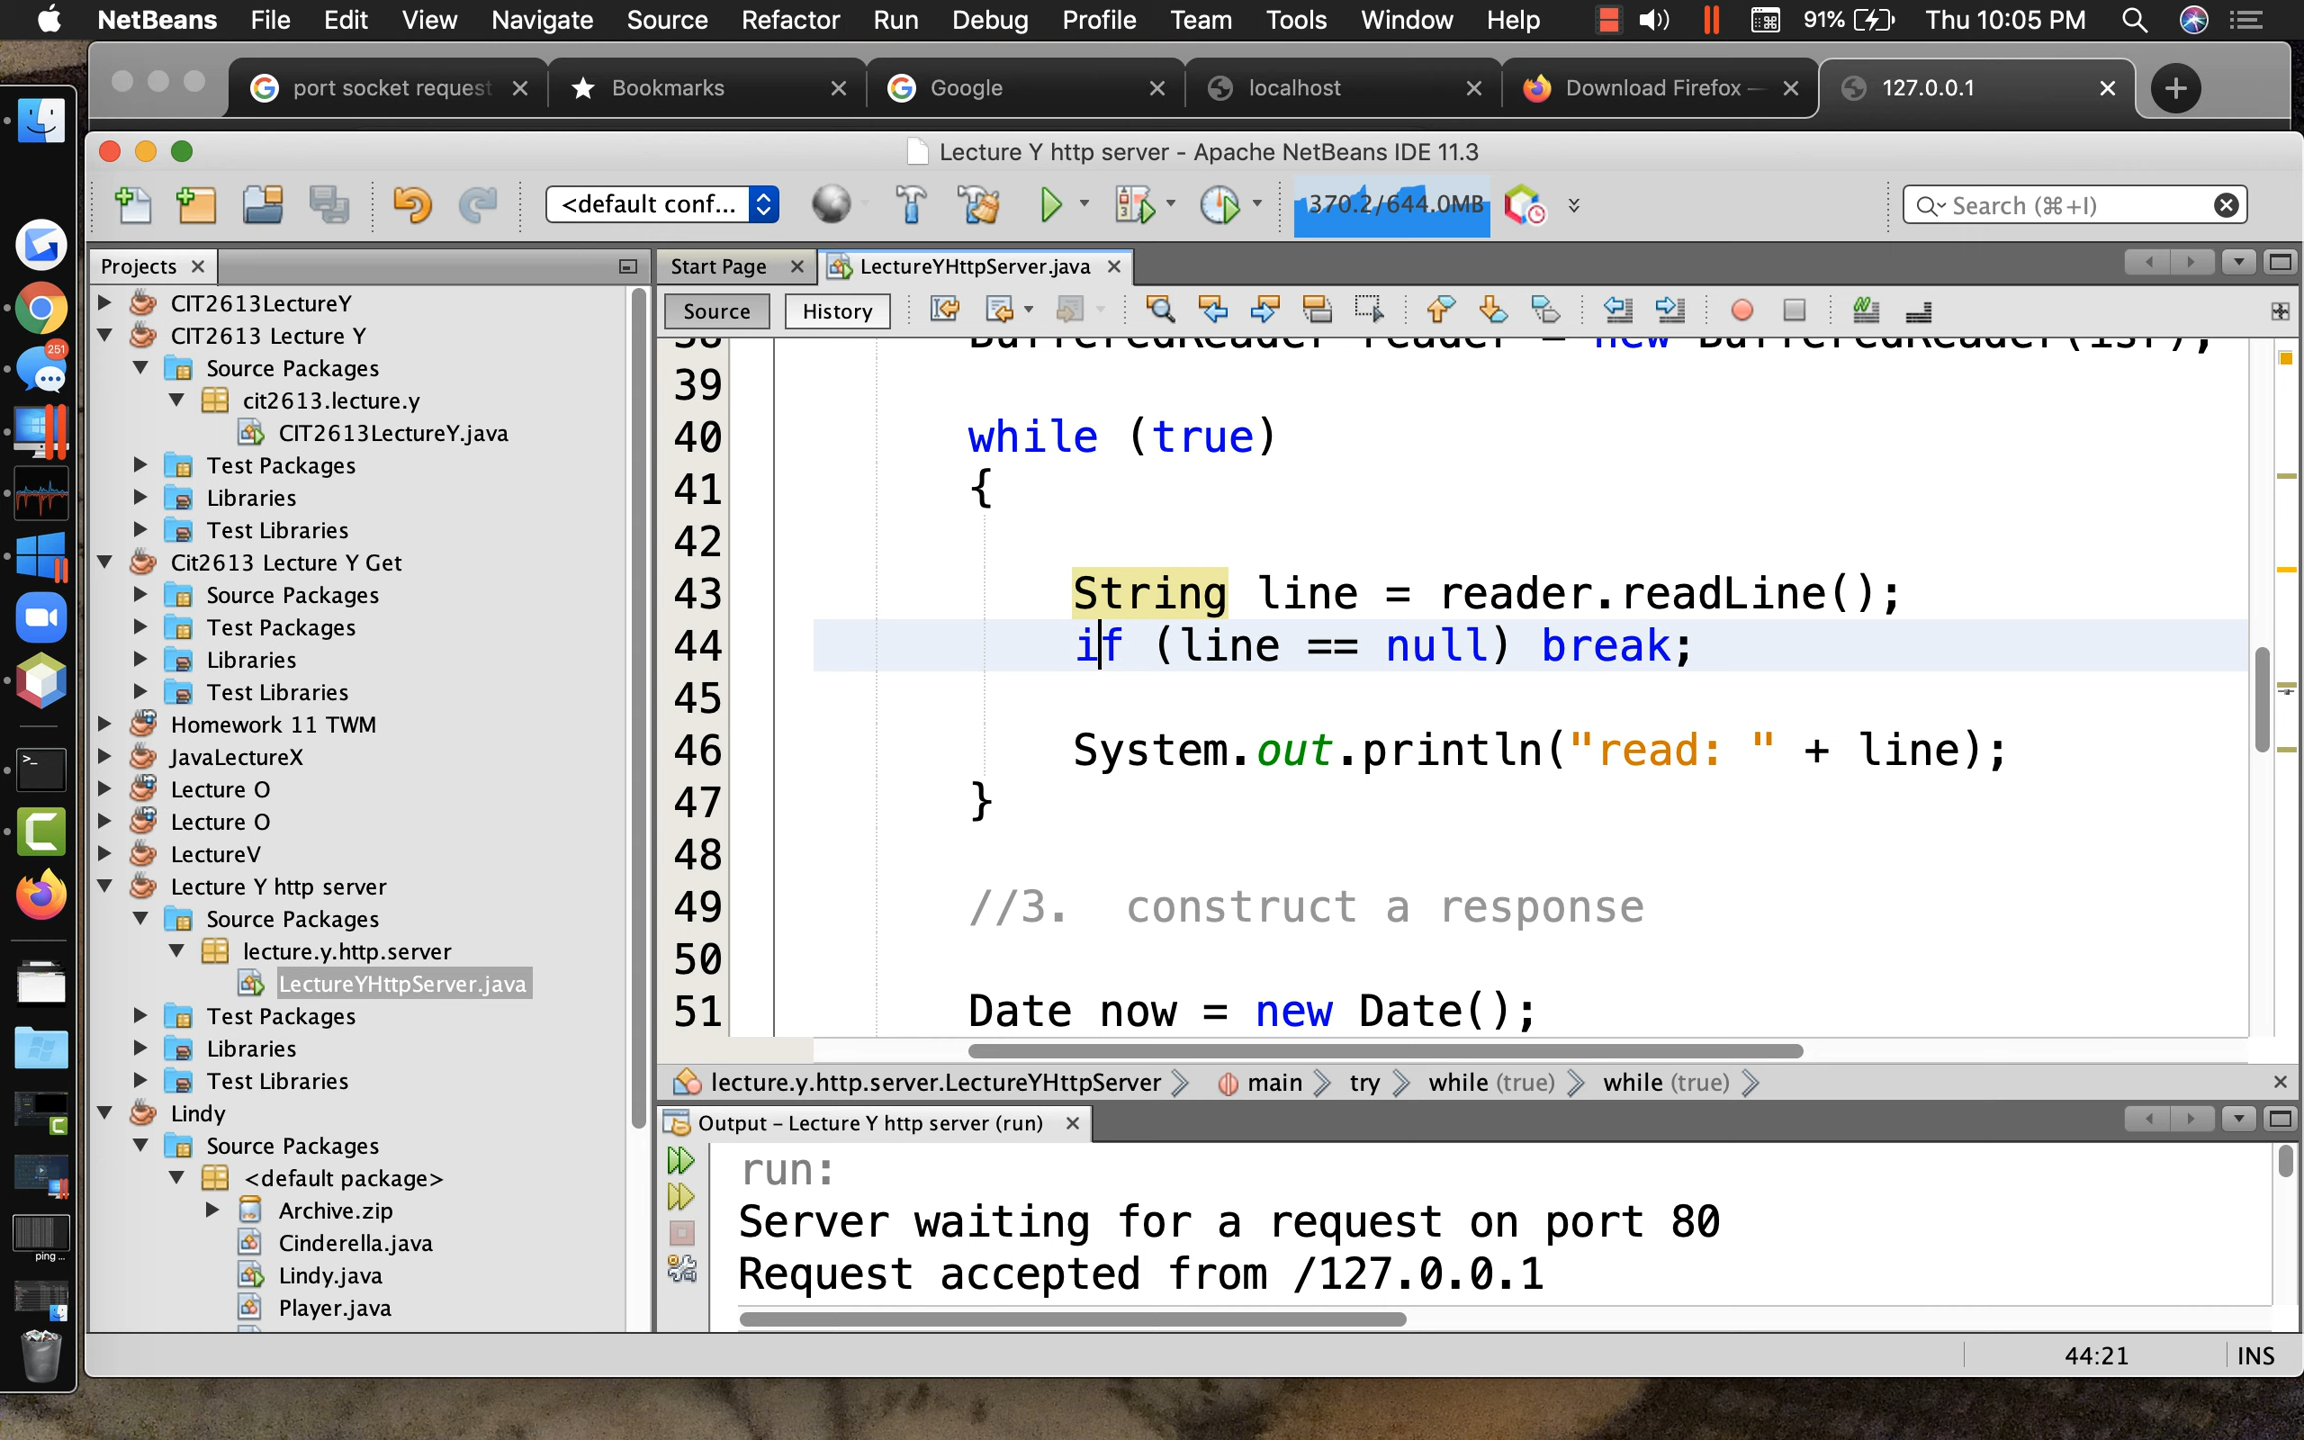 NetBeans File Edit View Navigate Source Refactor Run Debug Profile Team Tools Window Help 91% Thu 10:05 PM
port socket request Bookmarks Google localhost Download Firefox — 127.0.0.1
Lecture Y http server - Apache NetBeans IDE 11.3
<default conf... 370.2/644.0MB Search (⌘+I)
Projects
CIT2613LectureY
CIT2613 Lecture Y
Source Packages
cit2613.lecture.y
CIT2613LectureY.java
Test Packages
Libraries
Test Libraries
Cit2613 Lecture Y Get
Source Packages
Test Packages
Libraries
Test Libraries
Homework 11 TWM
JavaLectureX
Lecture O
Lecture O
LectureV
Lecture Y http server
Source Packages
lecture.y.http.server
LectureYHttpServer.java
Test Packages
Libraries
Test Libraries
Lindy
Source Packages
<default package>
Archive.zip
Cinderella.java
Lindy.java
Player.java
251
ping ...
Start Page LectureYHttpServer.java
Source History
38 BufferedReader reader = new BufferedReader(isr);
39
40 while (true)
41 {
42
43 String line = reader.readLine();
44 if (line == null) break;
45
46 System.out.println("read: " + line);
47 }
48
49 //3. construct a response
50
51 Date now = new Date();
lecture.y.http.server.LectureYHttpServer main try while (true) while (true)
Output – Lecture Y http server (run)
run:
Server waiting for a request on port 80
Request accepted from /127.0.0.1
44:21 INS